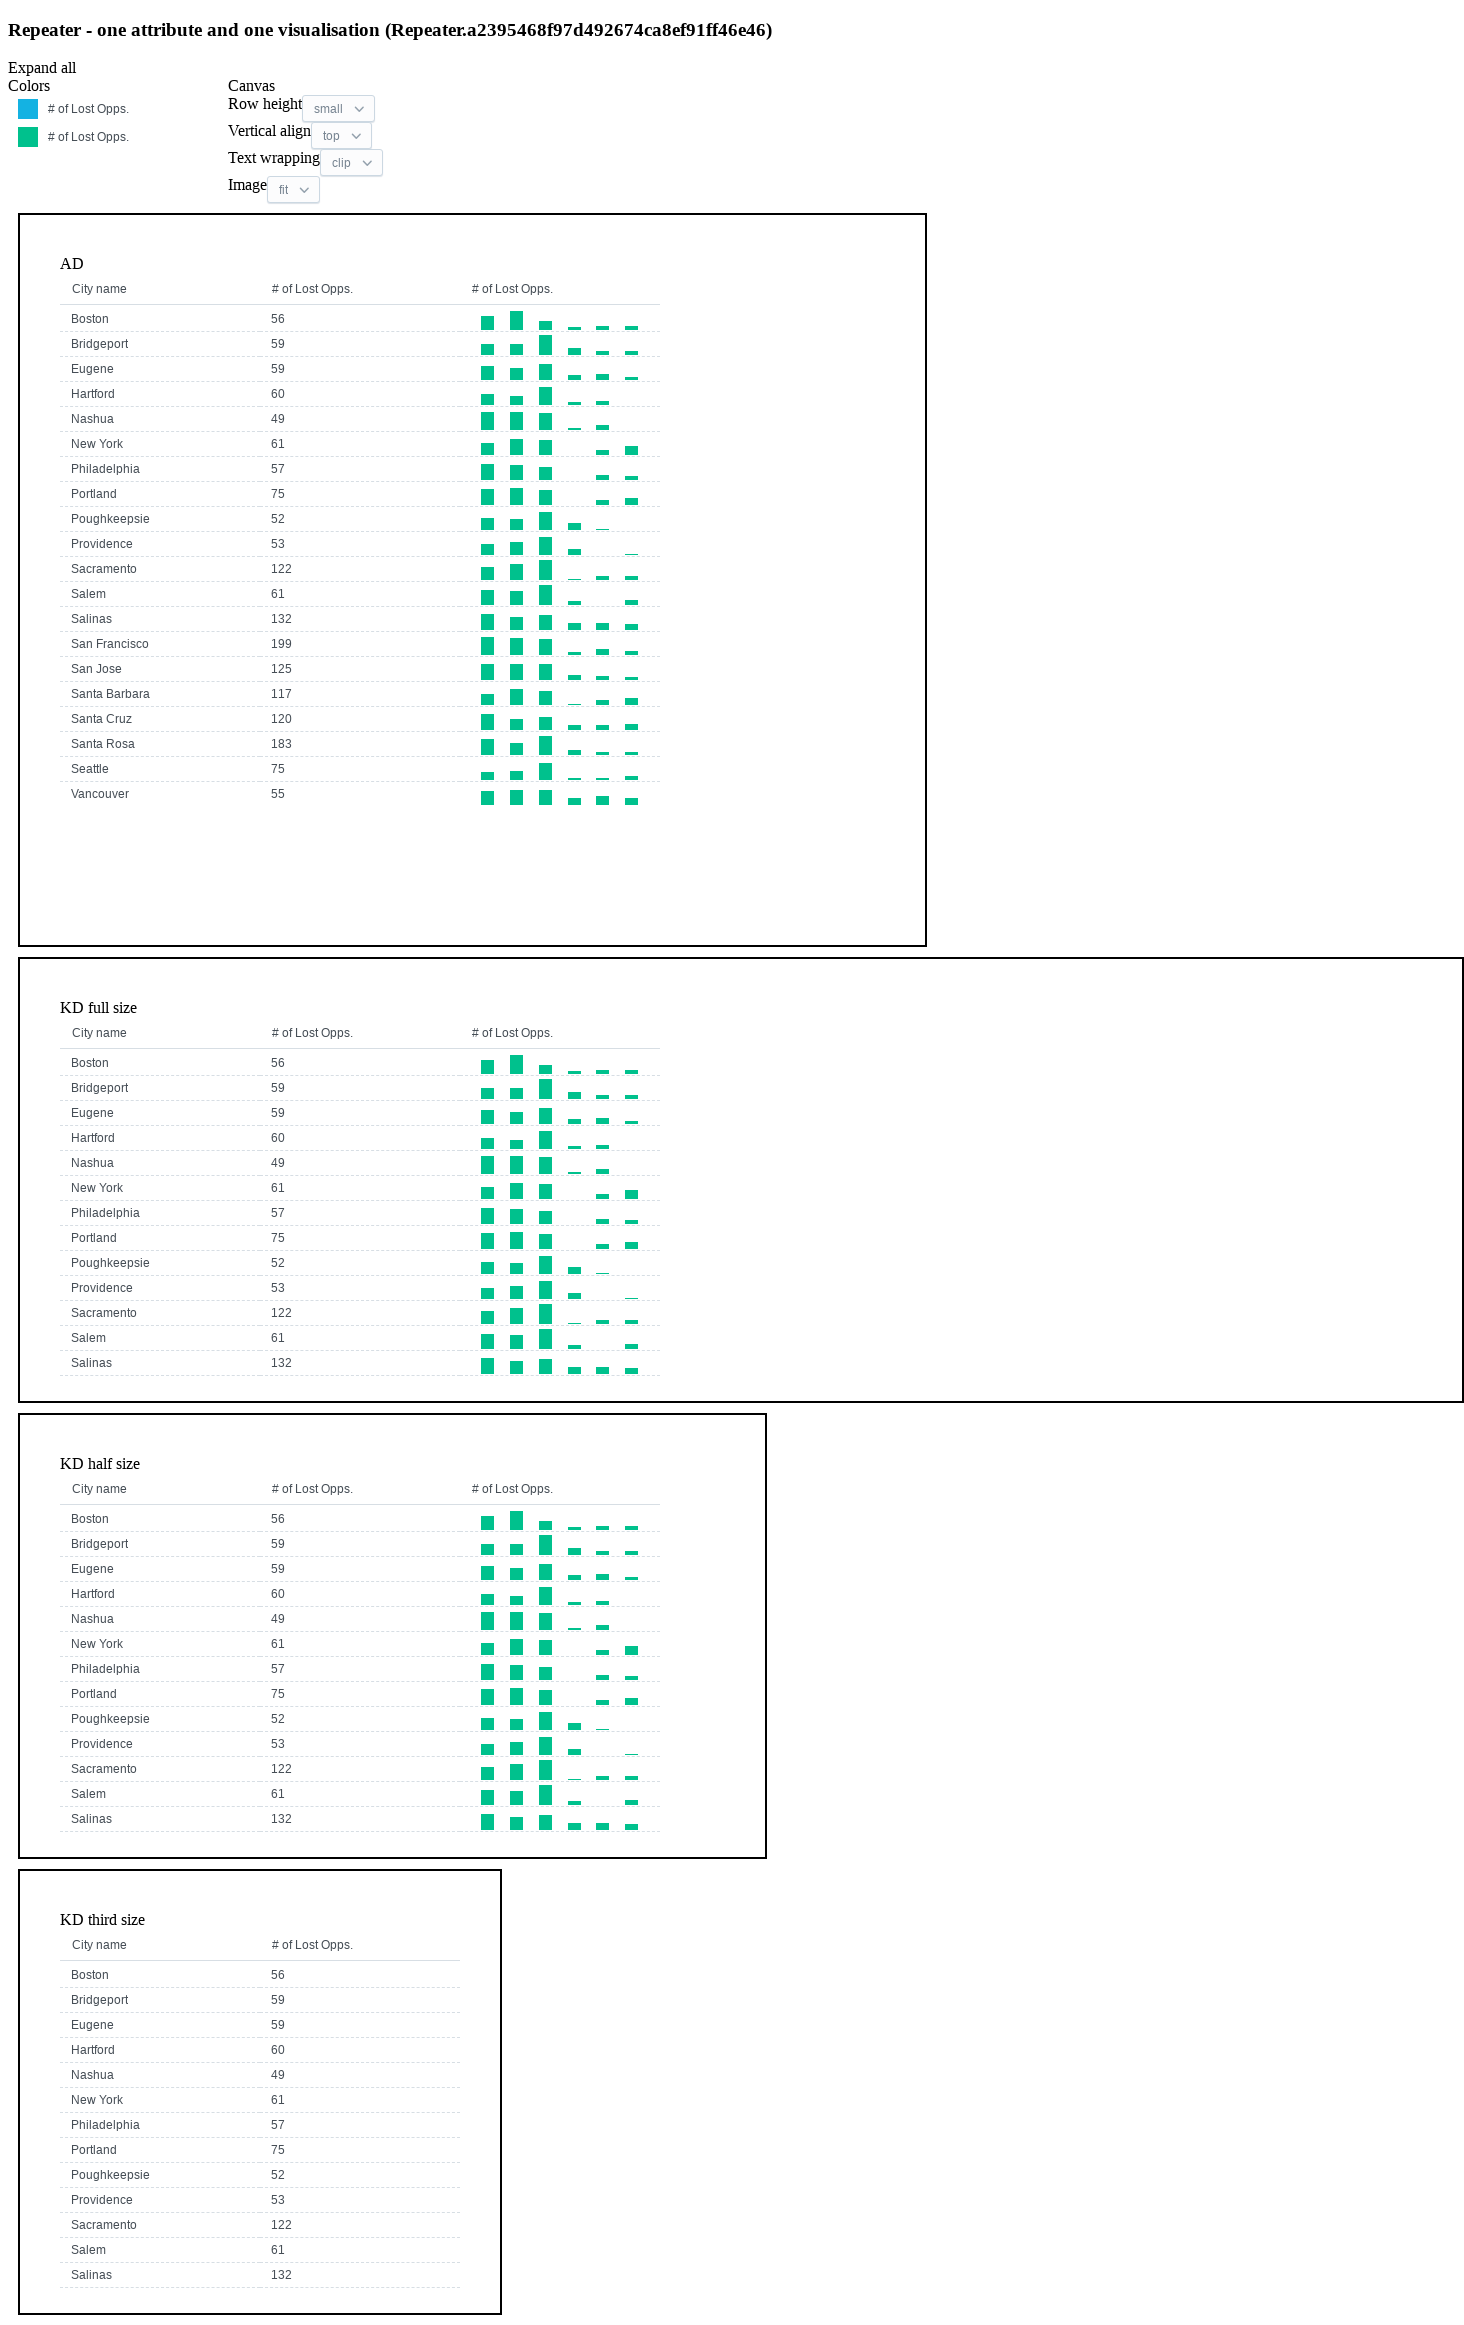 Repeater - one attribute and one visualisation (Repeater.a2395468f97d492674ca8ef91ff46e46)
Expand all
Colors
# of Lost Opps.
# of Lost Opps.
Canvas
Row height small
Vertical align top
Text wrapping clip
Image fit
AD
City name # of Lost Opps. # of Lost Opps.
Boston 56
Bridgeport 59
Eugene 59
Hartford 60
Nashua 49
New York 61
Philadelphia 57
Portland 75
Poughkeepsie 52
Providence 53
Sacramento 122
Salem 61
Salinas 132
San Francisco 199
San Jose 125
Santa Barbara 117
Santa Cruz 120
Santa Rosa 183
Seattle 75
Vancouver 55
KD full size
City name # of Lost Opps. # of Lost Opps.
Boston 56
Bridgeport 59
Eugene 59
Hartford 60
Nashua 49
New York 61
Philadelphia 57
Portland 75
Poughkeepsie 52
Providence 53
Sacramento 122
Salem 61
Salinas 132
KD half size
City name # of Lost Opps. # of Lost Opps.
Boston 56
Bridgeport 59
Eugene 59
Hartford 60
Nashua 49
New York 61
Philadelphia 57
Portland 75
Poughkeepsie 52
Providence 53
Sacramento 122
Salem 61
Salinas 132
KD third size
City name # of Lost Opps.
Boston 56
Bridgeport 59
Eugene 59
Hartford 60
Nashua 49
New York 61
Philadelphia 57
Portland 75
Poughkeepsie 52
Providence 53
Sacramento 122
Salem 61
Salinas 132